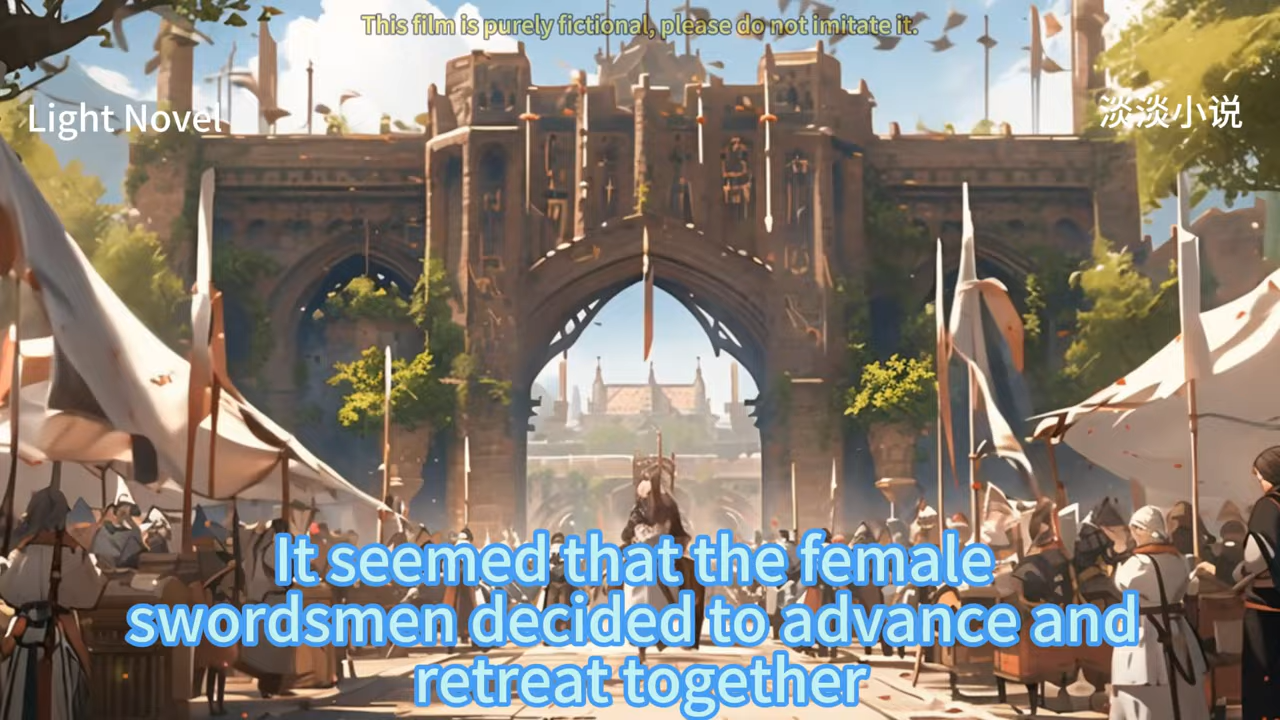 This film is purely fictional, please do not imitate it.
Light Novel
淡淡小说
It seemed that the female
swordsmen decided to advance and
retreat together